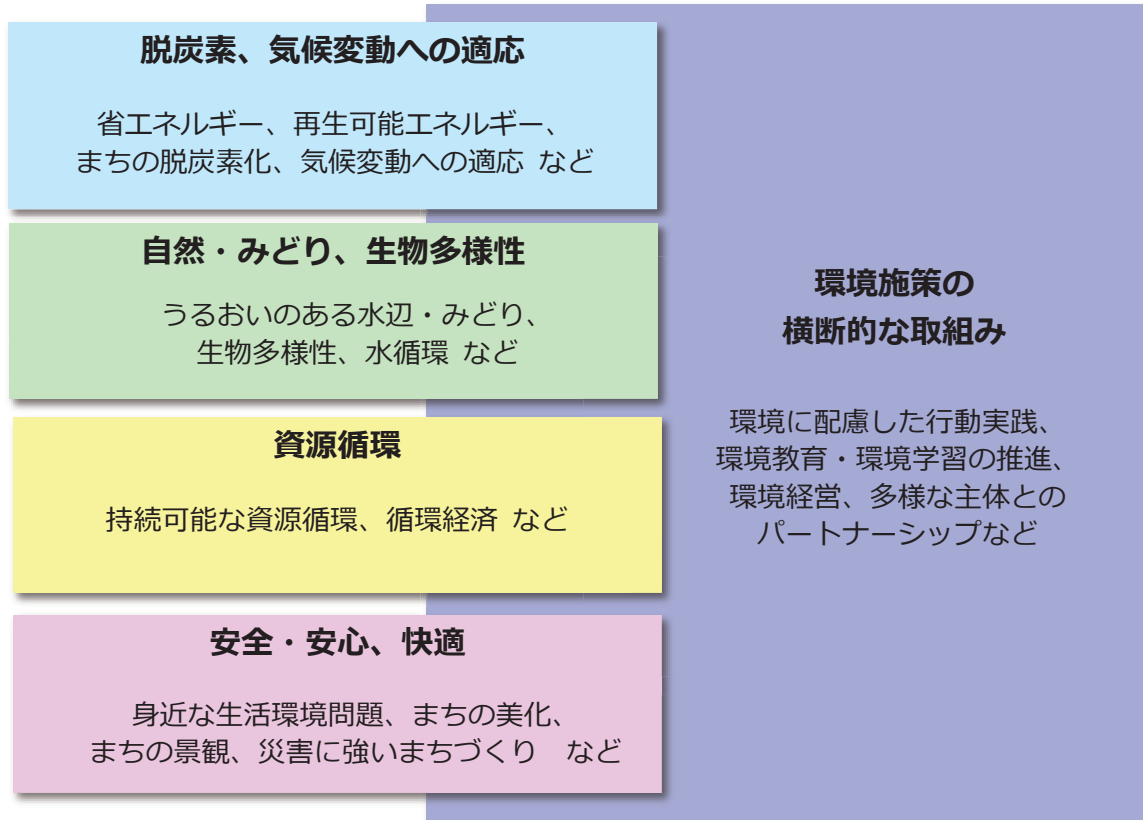 脱炭素、気候変動への適応
省エネルギー、再生可能エネルギー、
まちの脱炭素化、気候変動への適応 など
自然・みどり、生物多様性
うるおいのある水辺・みどり、
生物多様性、水循環 など
資源循環
持続可能な資源循環、循環経済 など
安全・安心、快適
身近な生活環境問題、まちの美化、
まちの景観、災害に強いまちづくり　など
環境施策の
横断的な取組み
環境に配慮した行動実践、
環境教育・環境学習の推進、
環境経営、多様な主体との
パートナーシップなど